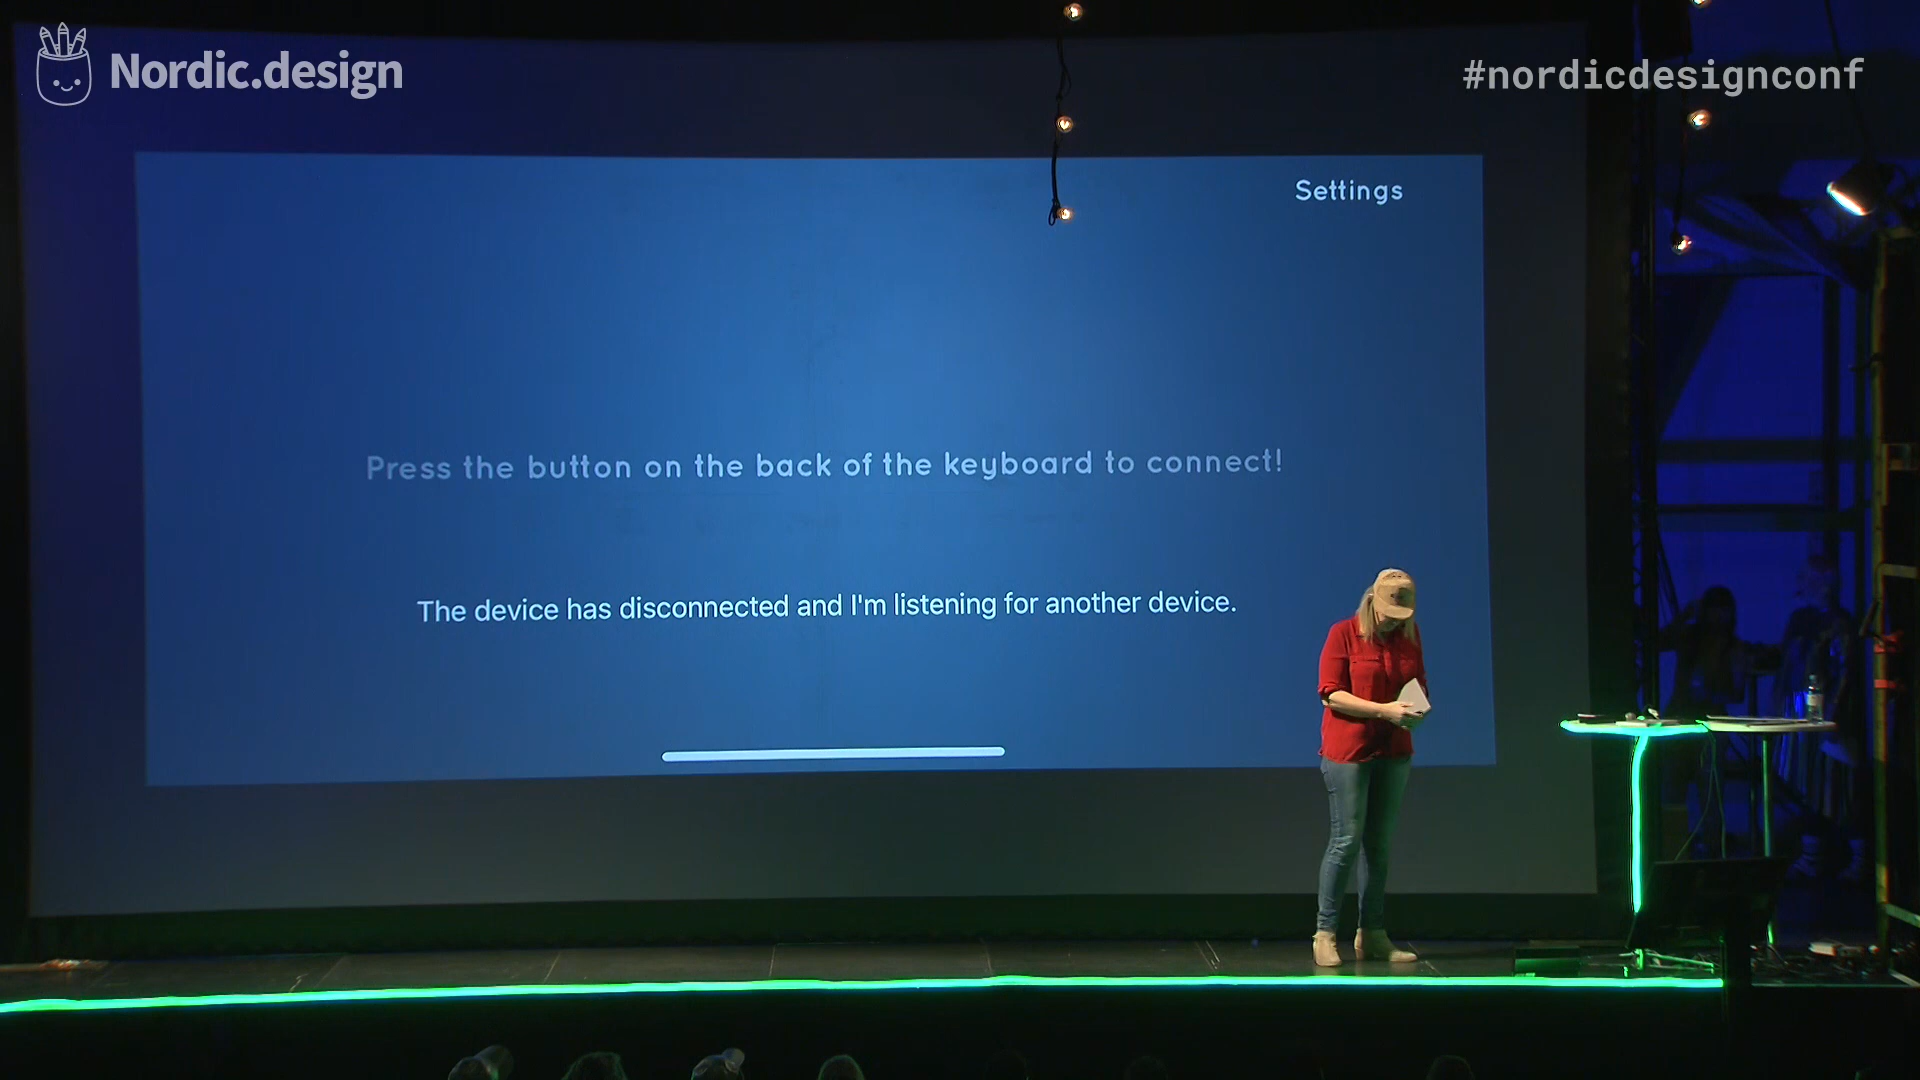 Nordic.design
#nordicdesignconf
Settings
Press the button on the back of the keyboard to connect!
The device has disconnected and I'm listening for another device.